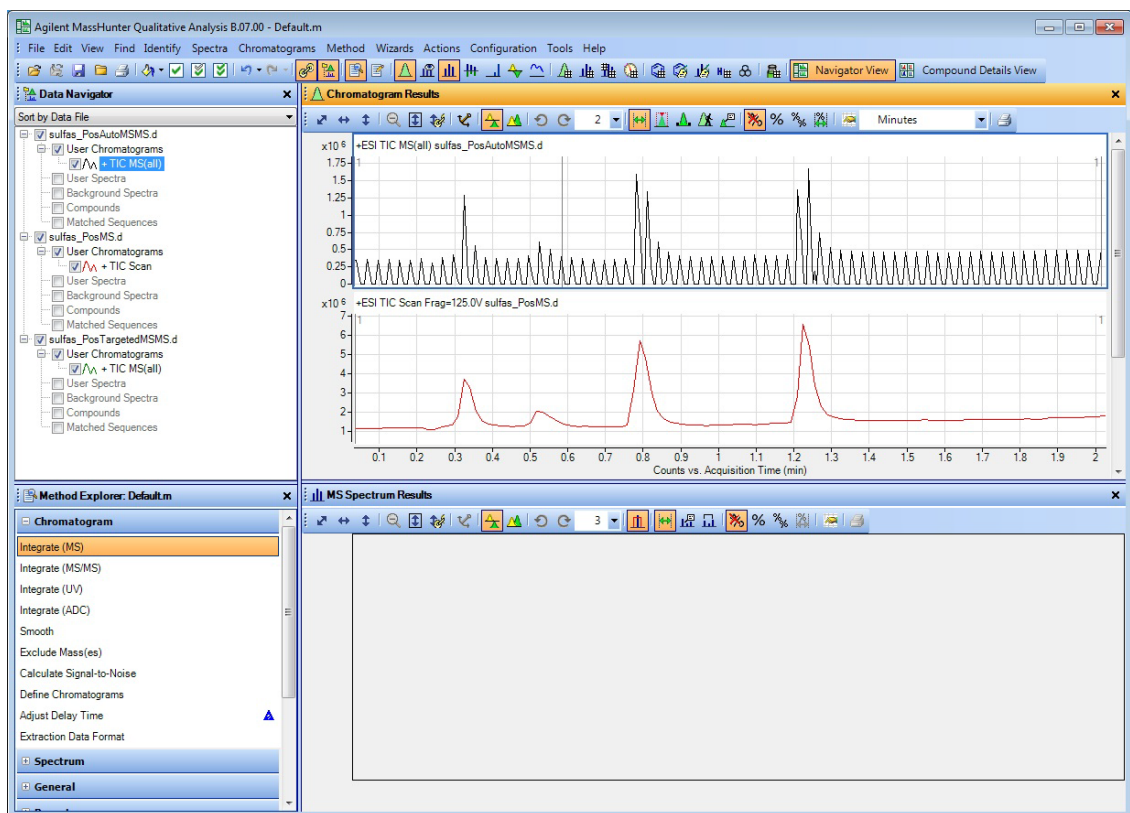 Agilent MassHunter Qualitative Analysis B.07.00 - Default.m
File Edit View Find Identify Spectra Chromatograms Method Wizards Actions Configuration Tools Help
Navigator View Compound Details View
Data Navigator
Sort by Data File
sulfas_PosAutoMSMS.d
User Chromatograms
+ TIC MS(all)
User Spectra
Background Spectra
Compounds
Matched Sequences
sulfas_PosMS.d
User Chromatograms
+ TIC Scan
User Spectra
Background Spectra
Compounds
Matched Sequences
sulfas_PosTargetedMSMS.d
User Chromatograms
+ TIC MS(all)
User Spectra
Background Spectra
Compounds
Matched Sequences
Chromatogram Results
2 % Minutes
x10 6 +ESI TIC MS(all) sulfas_PosAutoMSMS.d
1.75 1 1
1.5
1.25
1
0.75
0.5
0.25
0
x10 6 +ESI TIC Scan Frag=125.0V sulfas_PosMS.d
7 1 1
6
5
4
3
2
1
0.1 0.2 0.3 0.4 0.5 0.6 0.7 0.8 0.9 1 1.1 1.2 1.3 1.4 1.5 1.6 1.7 1.8 1.9 2
Counts vs. Acquisition Time (min)
Method Explorer: Default.m
Chromatogram
Integrate (MS)
Integrate (MS/MS)
Integrate (UV)
Integrate (ADC)
Smooth
Exclude Mass(es)
Calculate Signal-to-Noise
Define Chromatograms
Adjust Delay Time
Extraction Data Format
Spectrum
General
MS Spectrum Results
3 %